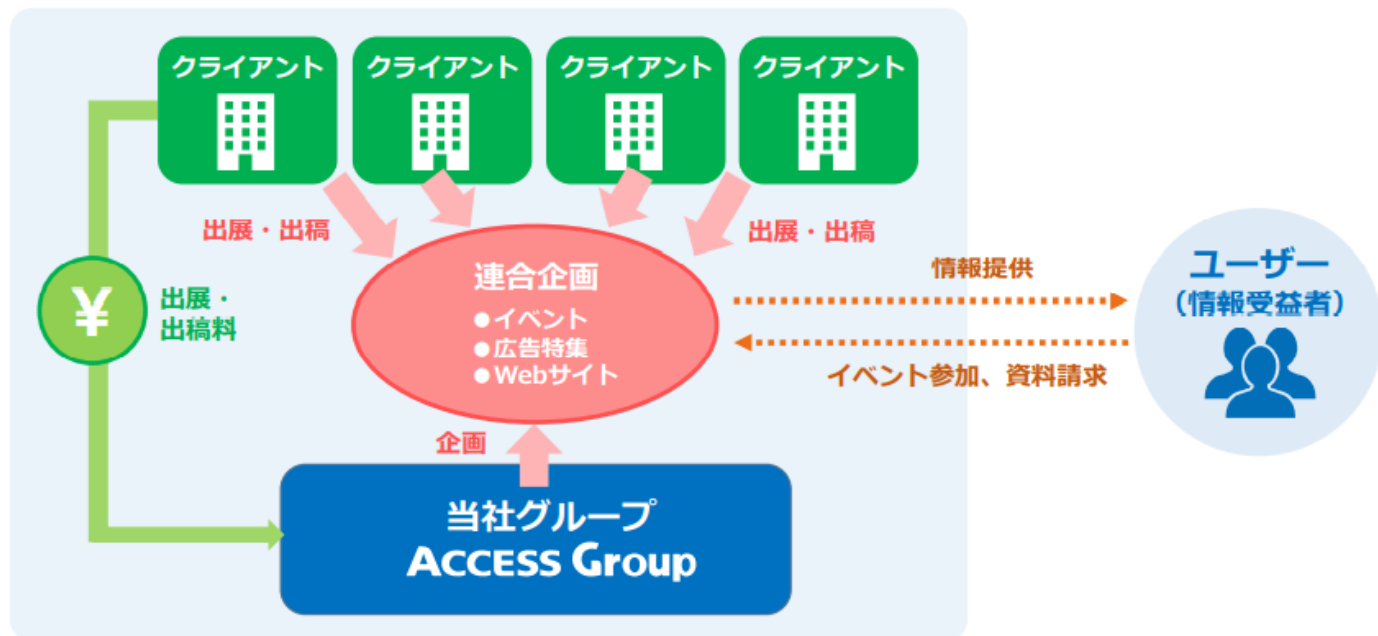 クライアント
クライアント
クライアント
クライアント
出展・出稿
出展・出稿
¥
出展・
出稿料
連合企画
●イベント
●広告特集
●Webサイト
情報提供
イベント参加、資料請求
ユーザー
（情報受益者）
企画
当社グループ
ACCESS Group